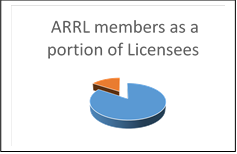 ARRL members as a
portion of Licensees